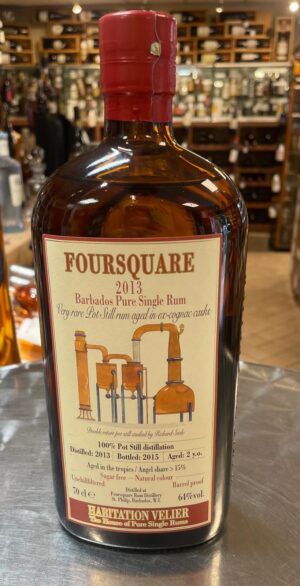 FOURSQUARE
2013
Barbados Pure Single Rum
Very rare Pot Still rum aged in ex-cognac casks
Double retort pot still created by Richard Seale
100% Pot Still distillation
Distilled: 2013 Bottled: 2015 Aged: 2 y.o.
Aged in the tropics / Angel share > 15%
Sugar free — Natural colour
Unchillfiltered Barrel proof
70 cl ℮ Distilled at 64% vol.
Foursquare Rum Distillery
St. Philip, Barbados, W.I.
HABITATION VELIER
The House of Pure Single Rums